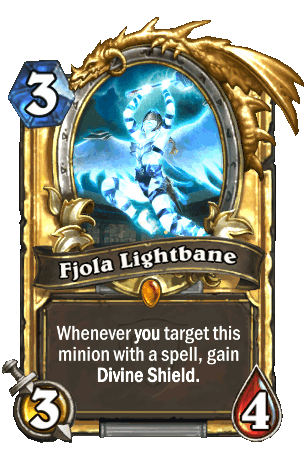 3
Fjola Lightbane
Whenever you target this
minion with a spell, gain
Divine Shield.
3
4